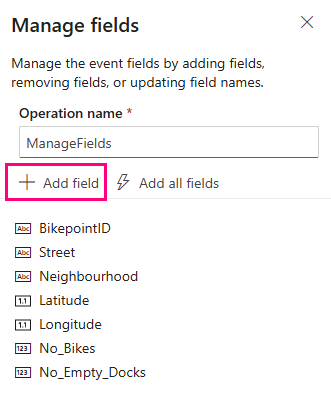 Manage fields
Manage the event fields by adding fields,
removing fields, or updating field names.
Operation name *
ManageFields
Add field Add all fields
Abc BikepointID
Abc Street
Abc Neighbourhood
1.1 Latitude
1.1 Longitude
123 No_Bikes
123 No_Empty_Docks